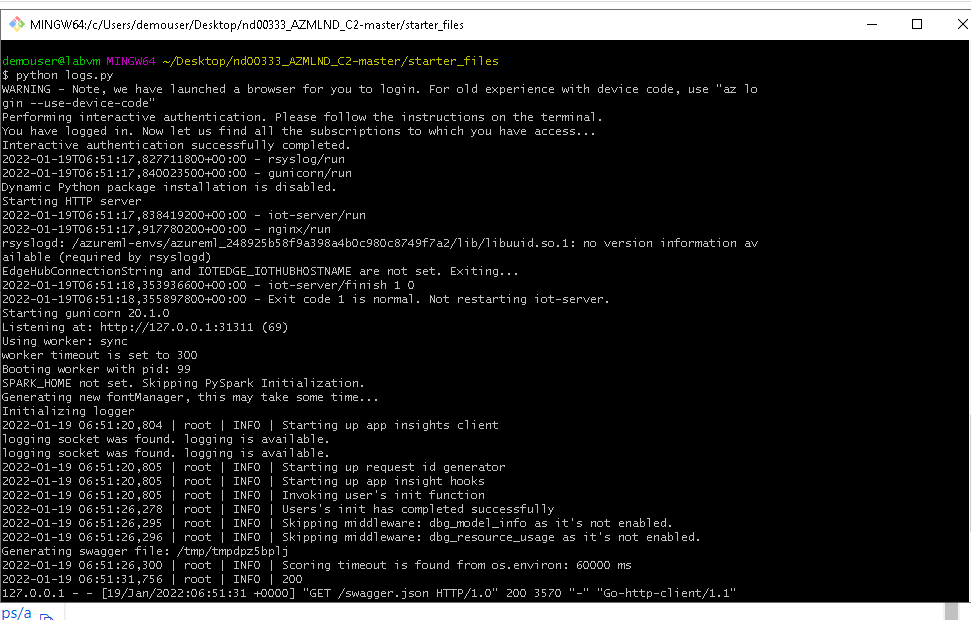 MINGW64:/c/Users/demouser/Desktop/nd00333_AZMLND_C2-master/starter_files
demouser@labvm MINGW64 ~/Desktop/nd00333_AZMLND_C2-master/starter_files
$ python logs.py
WARNING - Note, we have launched a browser for you to login. For old experience with device code, use "az lo
gin --use-device-code"
Performing interactive authentication. Please follow the instructions on the terminal.
You have logged in. Now let us find all the subscriptions to which you have access...
Interactive authentication successfully completed.
2022-01-19T06:51:17,827711800+00:00 - rsyslog/run
2022-01-19T06:51:17,840023500+00:00 - gunicorn/run
Dynamic Python package installation is disabled.
Starting HTTP server
2022-01-19T06:51:17,838419200+00:00 - iot-server/run
2022-01-19T06:51:17,917780200+00:00 - nginx/run
rsyslogd: /azureml-envs/azureml_248925b58f9a398a4b0c980c8749f7a2/lib/libuuid.so.1: no version information av
ailable (required by rsyslogd)
EdgeHubConnectionString and IOTEDGE_IOTHUBHOSTNAME are not set. Exiting...
2022-01-19T06:51:18,353936600+00:00 - iot-server/finish 1 0
2022-01-19T06:51:18,355897800+00:00 - Exit code 1 is normal. Not restarting iot-server.
Starting gunicorn 20.1.0
Listening at: http://127.0.0.1:31311 (69)
Using worker: sync
worker timeout is set to 300
Booting worker with pid: 99
SPARK_HOME not set. Skipping PySpark Initialization.
Generating new fontManager, this may take some time...
Initializing logger
2022-01-19 06:51:20,804 | root | INFO | Starting up app insights client
logging socket was found. logging is available.
logging socket was found. logging is available.
2022-01-19 06:51:20,805 | root | INFO | Starting up request id generator
2022-01-19 06:51:20,805 | root | INFO | Starting up app insight hooks
2022-01-19 06:51:20,805 | root | INFO | Invoking user's init function
2022-01-19 06:51:26,278 | root | INFO | Users's init has completed successfully
2022-01-19 06:51:26,295 | root | INFO | Skipping middleware: dbg_model_info as it's not enabled.
2022-01-19 06:51:26,296 | root | INFO | Skipping middleware: dbg_resource_usage as it's not enabled.
Generating swagger file: /tmp/tmpdpz5bplj
2022-01-19 06:51:26,300 | root | INFO | Scoring timeout is found from os.environ: 60000 ms
2022-01-19 06:51:31,756 | root | INFO | 200
127.0.0.1 - - [19/Jan/2022:06:51:31 +0000] "GET /swagger.json HTTP/1.0" 200 3570 "-" "Go-http-client/1.1"
ps/a